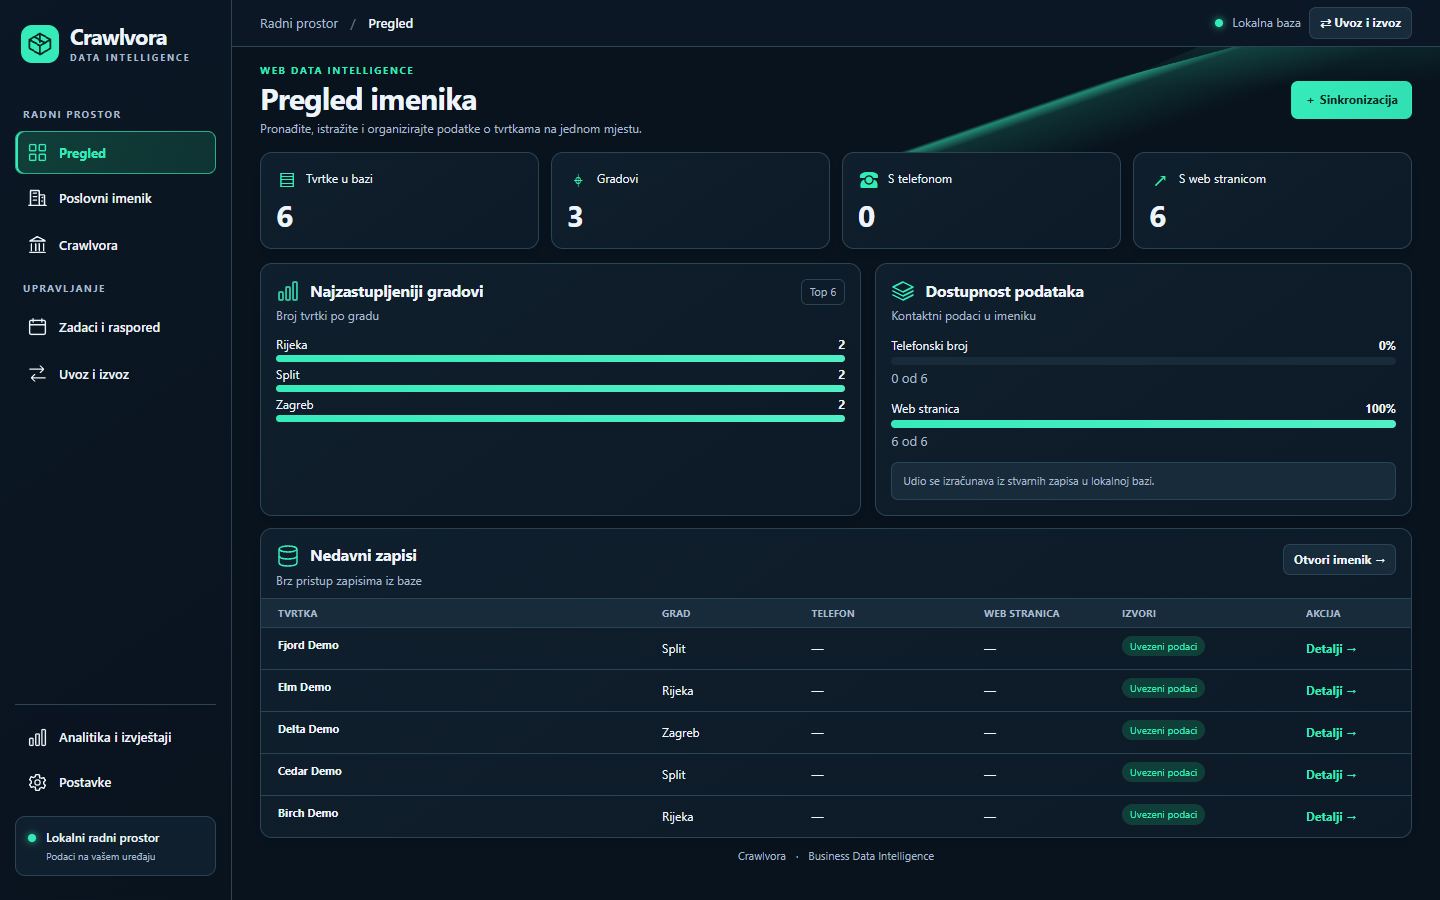 Crawlvora
DATA INTELLIGENCE
RADNI PROSTOR
Pregled
Poslovni imenik
Crawlvora
UPRAVLJANJE
Zadaci i raspored
Uvoz i izvoz
Analitika i izvještaji
Postavke
Lokalni radni prostor
Podaci na vašem uređaju
Radni prostor / Pregled
Lokalna baza
⇄ Uvoz i izvoz
WEB DATA INTELLIGENCE
Pregled imenika
Pronađite, istražite i organizirajte podatke o tvrtkama na jednom mjestu.
+ Sinkronizacija
Tvrtke u bazi
6
Gradovi
3
S telefonom
0
S web stranicom
6
Najzastupljeniji gradovi
Top 6
Broj tvrtki po gradu
Rijeka 2
Split 2
Zagreb 2
Dostupnost podataka
Kontaktni podaci u imeniku
Telefonski broj 0%
0 od 6
Web stranica 100%
6 od 6
Udio se izračunava iz stvarnih zapisa u lokalnoj bazi.
Nedavni zapisi
Brz pristup zapisima iz baze
Otvori imenik →
TVRTKA GRAD TELEFON WEB STRANICA IZVORI AKCIJA
Fjord Demo Split — — Uvezeni podaci Detalji →
Elm Demo Rijeka — — Uvezeni podaci Detalji →
Delta Demo Zagreb — — Uvezeni podaci Detalji →
Cedar Demo Split — — Uvezeni podaci Detalji →
Birch Demo Rijeka — — Uvezeni podaci Detalji →
Crawlvora · Business Data Intelligence